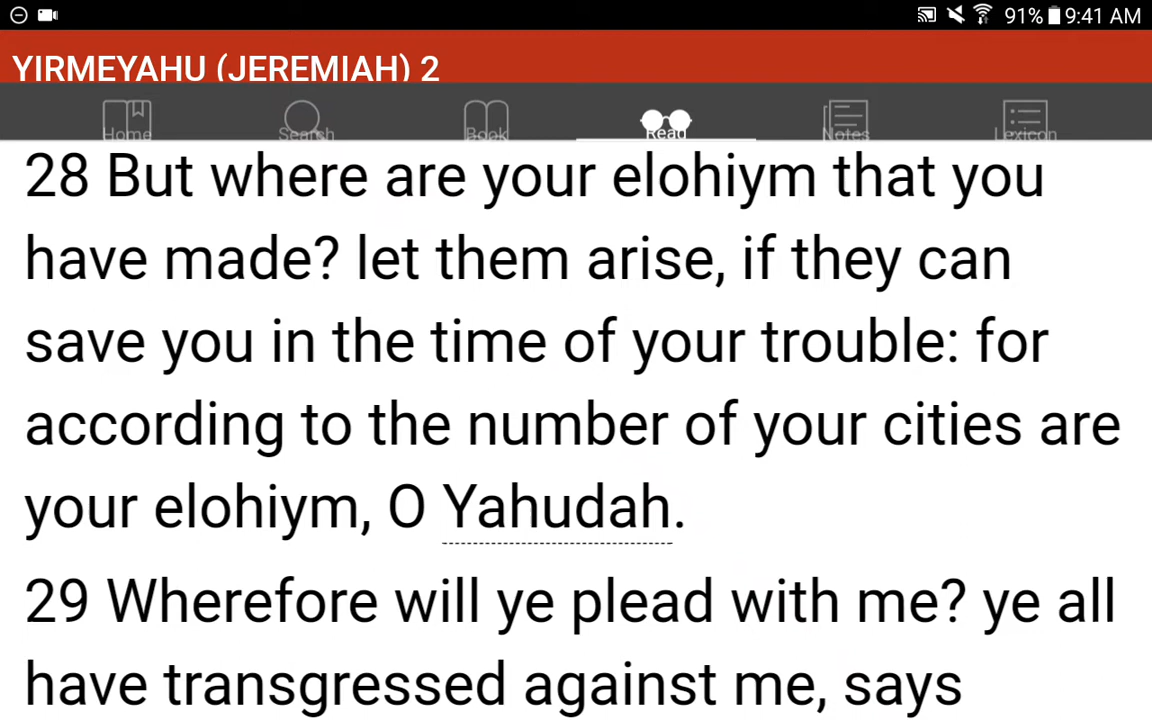 91% 9:41 AM
YIRMEYAHU (JEREMIAH) 2
Home Search Book Read Notes Lexicon
28 But where are your elohiym that you
have made? let them arise, if they can
save you in the time of your trouble: for
according to the number of your cities are
your elohiym, O Yahudah.
29 Wherefore will ye plead with me? ye all
have transgressed against me, says